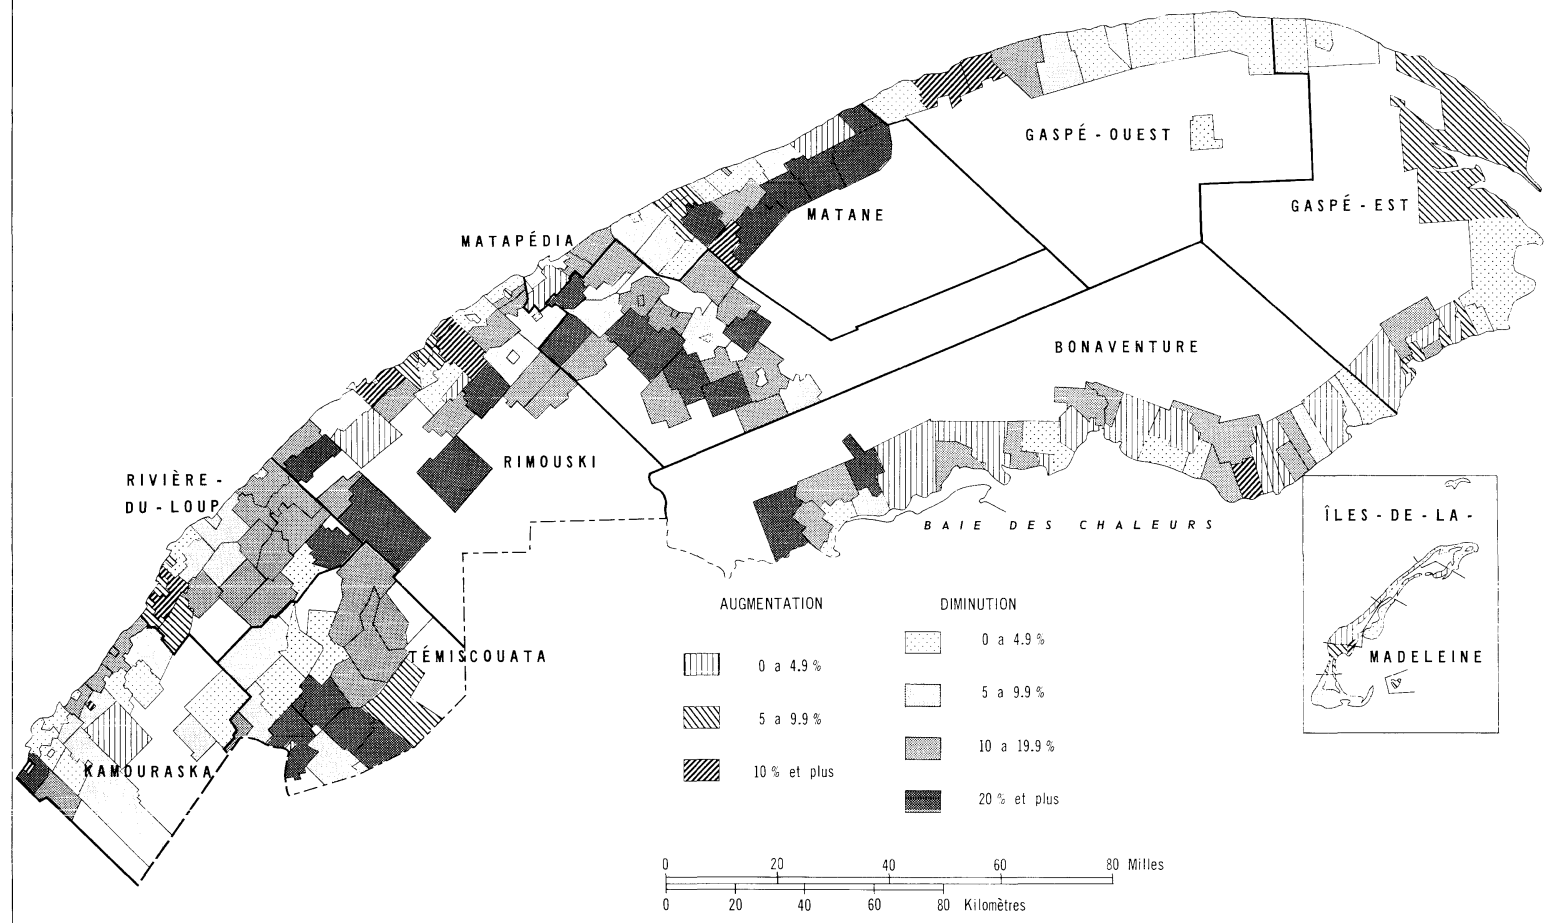 GASPÉ - OUEST
GASPÉ - EST
MATANE
MATAPÉDIA
BONAVENTURE
RIMOUSKI
RIVIÈRE -
DU - LOUP
ÎLES - DE - LA -
MADELEINE
BAIE DES CHALEURS
TÉMISCOUATA
KAMOURASKA
AUGMENTATION
0 a 4.9 %
5 a 9.9 %
10 % et plus
DIMINUTION
0 a 4.9 %
5 a 9.9 %
10 a 19.9 %
20 % et plus
0 20 40 60 80 Milles
0 20 40 60 80 Kilomètres